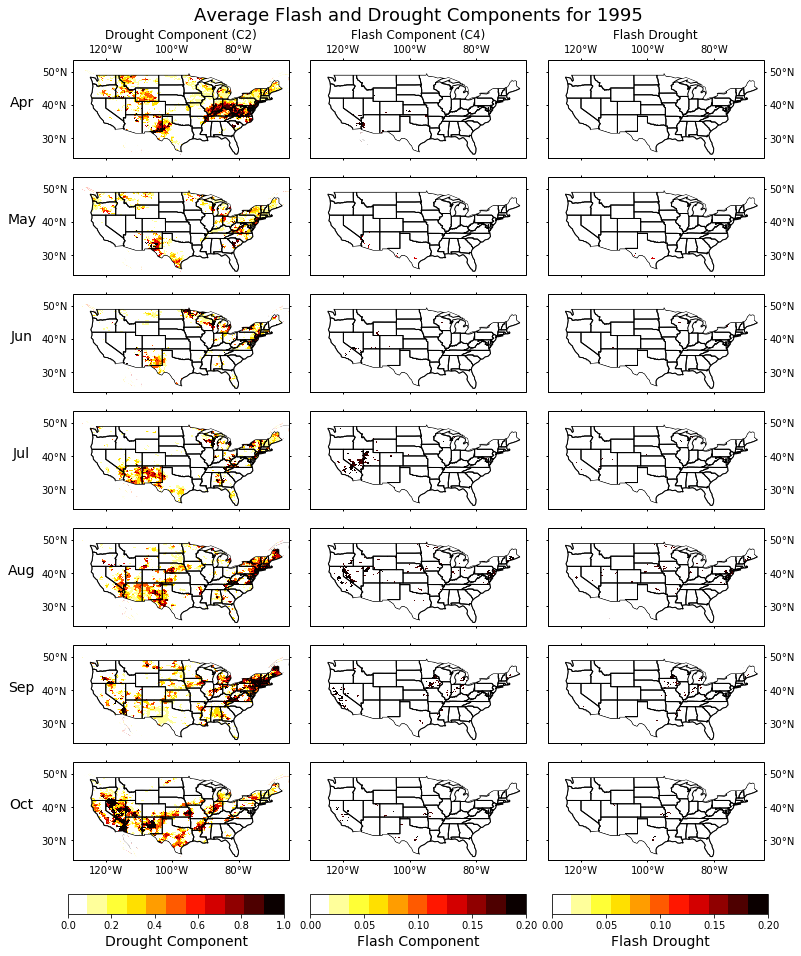 Average Flash and Drought Components for 1995
Drought Component (C2) Flash Component (C4) Flash Drought
120°W 100°W 80°W 120°W 100°W 80°W 120°W 100°W 80°W
50°N 50°N
Apr 40°N 40°N
30°N 30°N
50°N 50°N
May 40°N 40°N
30°N 30°N
50°N 50°N
Jun 40°N 40°N
30°N 30°N
50°N 50°N
Jul 40°N 40°N
30°N 30°N
50°N 50°N
Aug 40°N 40°N
30°N 30°N
50°N 50°N
Sep 40°N 40°N
30°N 30°N
50°N 50°N
Oct 40°N 40°N
30°N 30°N
120°W 100°W 80°W 120°W 100°W 80°W 120°W 100°W 80°W
0.0 0.2 0.4 0.6 0.8 1.0 0.00 0.05 0.10 0.15 0.20 0.00 0.05 0.10 0.15 0.20
Drought Component Flash Component Flash Drought